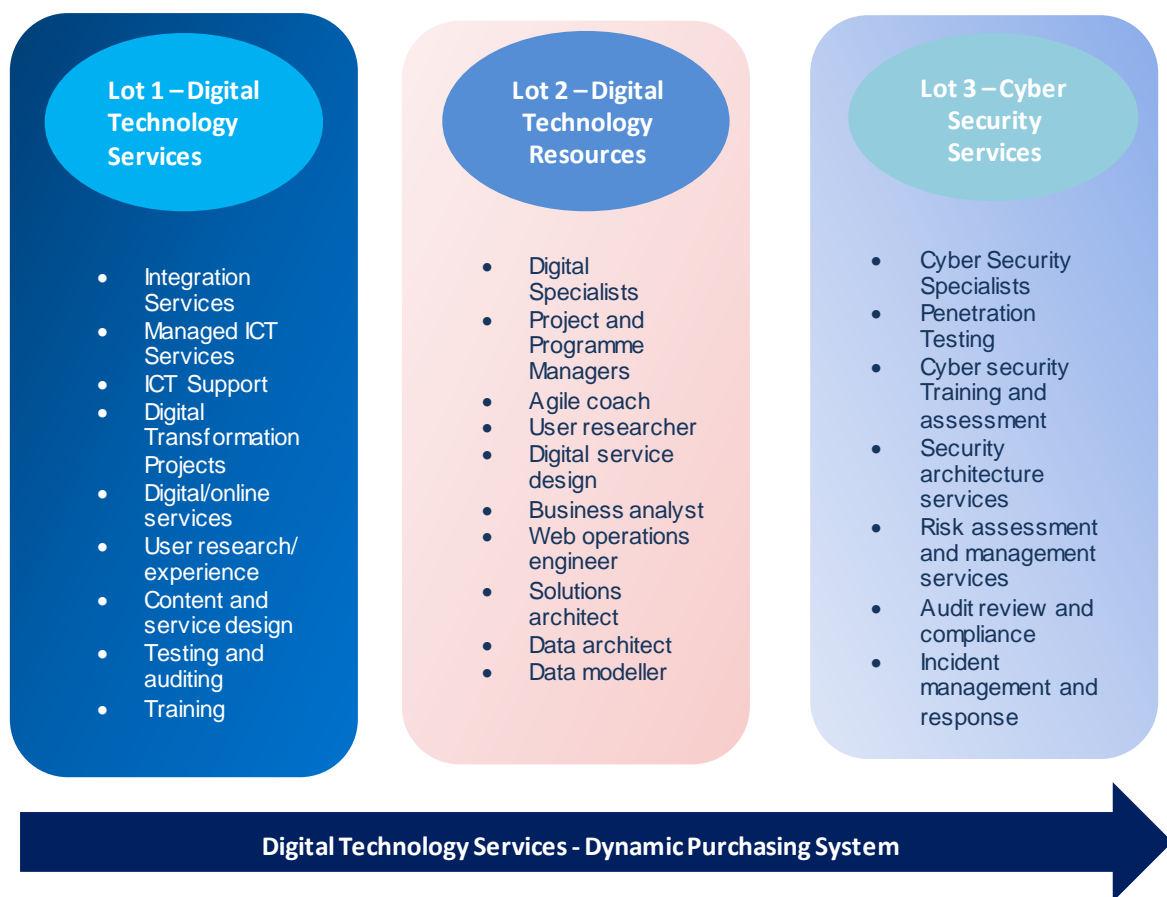 Lot 1 – Digital
Technology
Services
• Integration
Services
• Managed ICT
Services
• ICT Support
• Digital
Transformation
Projects
• Digital/online
services
• User research/
experience
• Content and
service design
• Testing and
auditing
• Training
Lot 2 – Digital
Technology
Resources
• Digital
Specialists
• Project and
Programme
Managers
• Agile coach
• User researcher
• Digital service
design
• Business analyst
• Web operations
engineer
• Solutions
architect
• Data architect
• Data modeller
Lot 3 – Cyber
Security
Services
• Cyber Security
Specialists
• Penetration
Testing
• Cyber security
Training and
assessment
• Security
architecture
services
• Risk assessment
and management
services
• Audit review and
compliance
• Incident
management and
response
Digital Technology Services - Dynamic Purchasing System